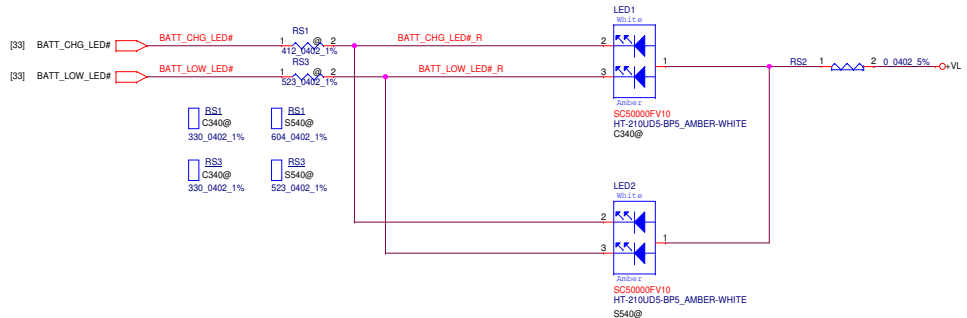 LED1
White
[33] BATT_CHG_LED# BATT_CHG_LED# 1 RS1 @ 2 BATT_CHG_LED#_R 2
412_0402_1%
[33] BATT_LOW_LED# BATT_LOW_LED# 1 RS3 @ 2 BATT_LOW_LED#_R 3
523_0402_1%
1 RS2 1 2 0_0402_5% +VL
Amber
SC50000FV10
HT-210UD5-BP5_AMBER-WHITE
C340@
RS1 RS1
C340@ S540@
330_0402_1% 604_0402_1%
RS3 RS3
C340@ S540@
330_0402_1% 523_0402_1%
LED2
White
2
3
1
Amber
SC50000FV10
HT-210UD5-BP5_AMBER-WHITE
S540@